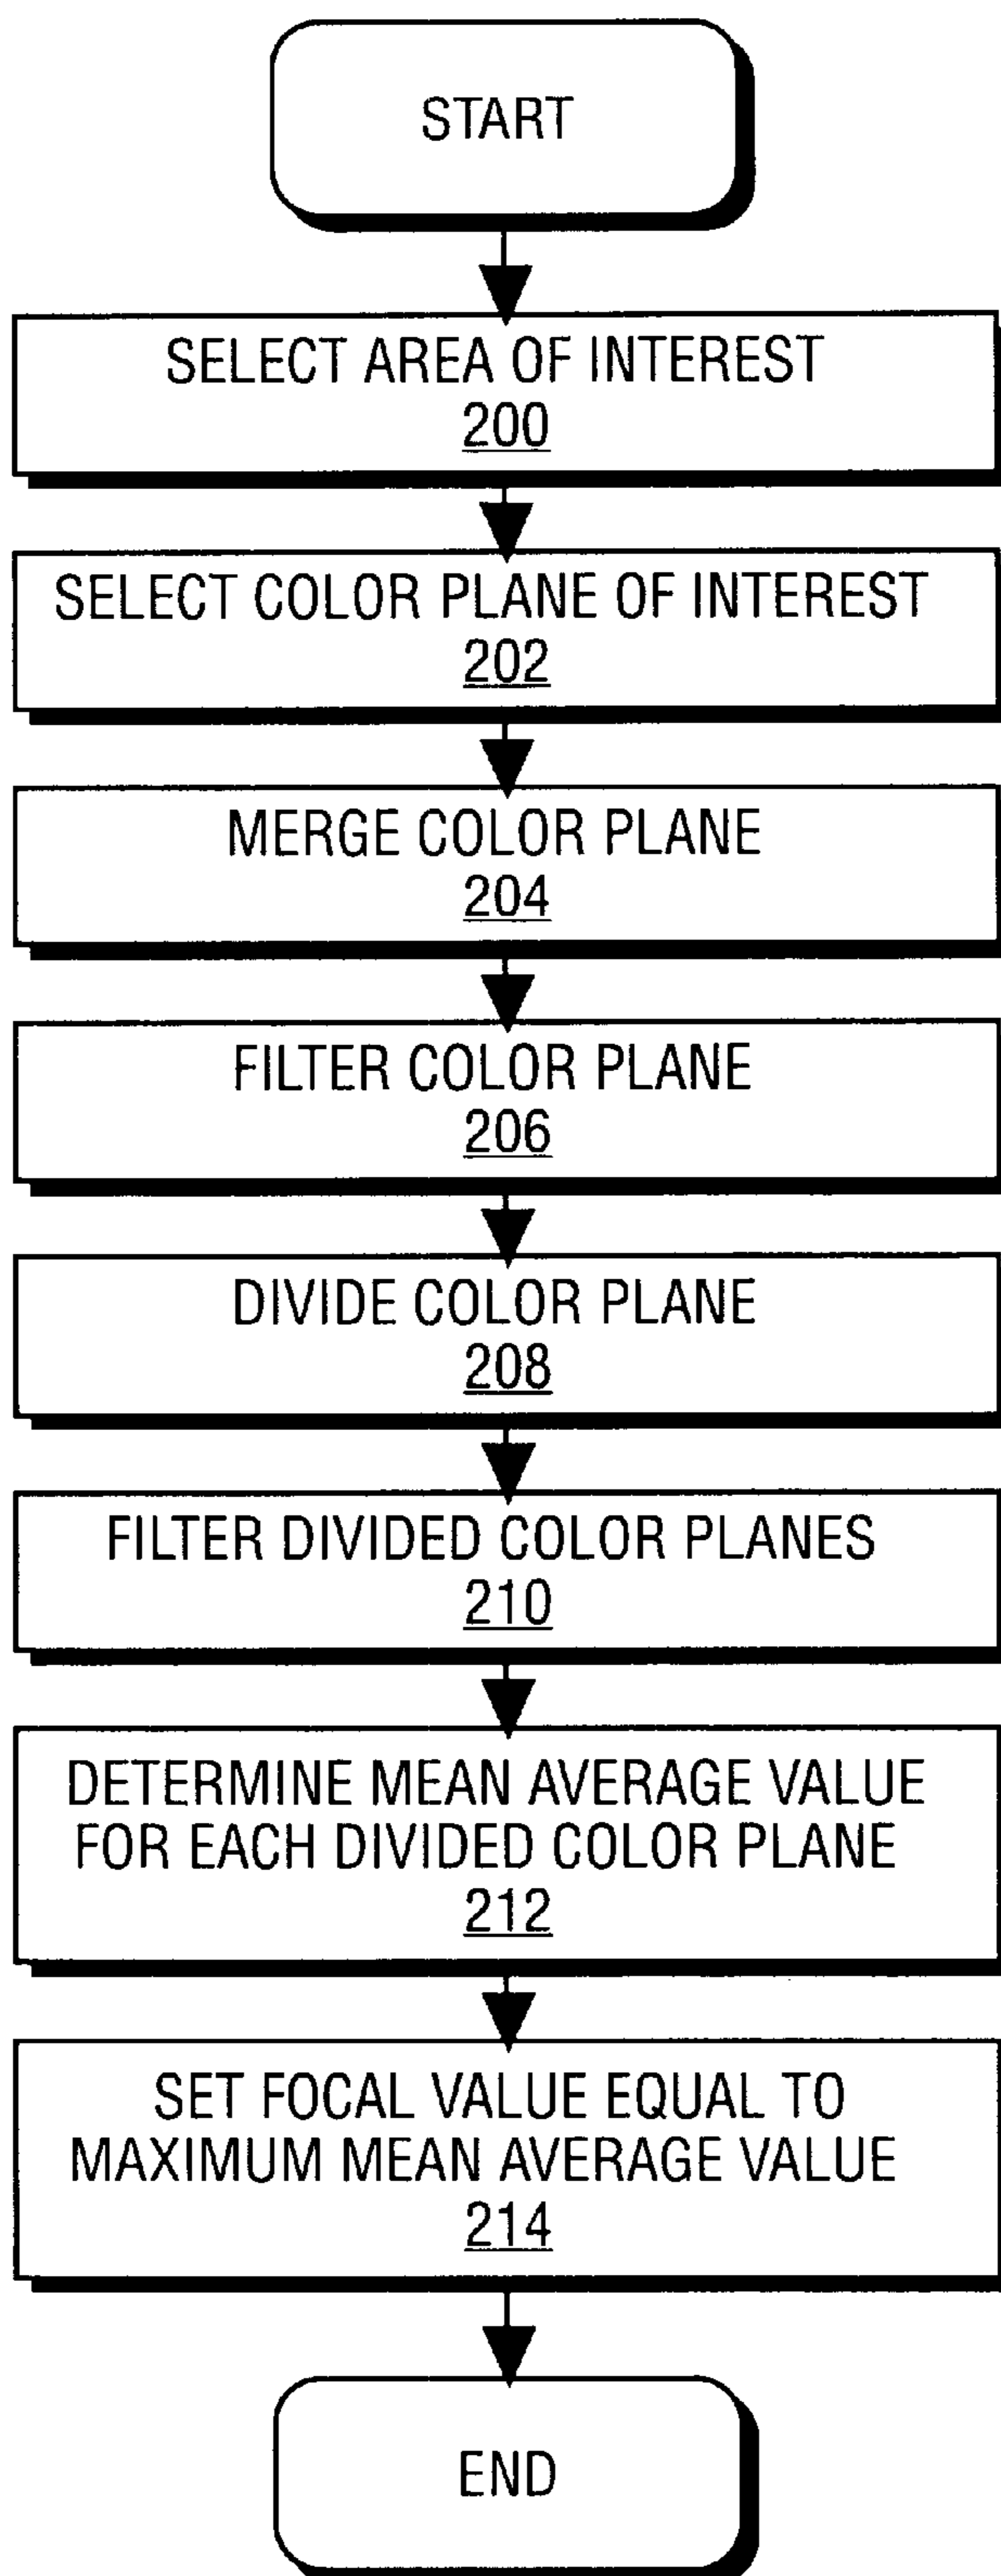 START
SELECT AREA OF INTEREST
200
SELECT COLOR PLANE OF INTEREST
202
MERGE COLOR PLANE
204
FILTER COLOR PLANE
206
DIVIDE COLOR PLANE
208
FILTER DIVIDED COLOR PLANES
210
DETERMINE MEAN AVERAGE VALUE
FOR EACH DIVIDED COLOR PLANE
212
SET FOCAL VALUE EQUAL TO
MAXIMUM MEAN AVERAGE VALUE
214
END